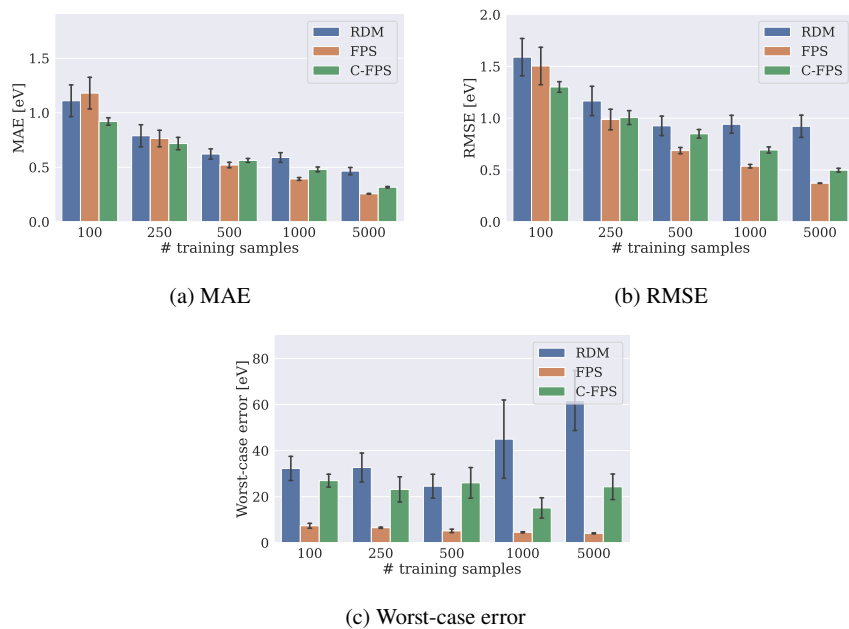 MAE [eV]
1.5
1.0
0.5
0.0
RDM
FPS
C-FPS
100 250 500 1000 5000
# training samples
(a) MAE
RMSE [eV]
2.0
1.5
1.0
0.5
0.0
RDM
FPS
C-FPS
100 250 500 1000 5000
# training samples
(b) RMSE
Worst-case error [eV]
80
60
40
20
0
RDM
FPS
C-FPS
100 250 500 1000 5000
# training samples
(c) Worst-case error